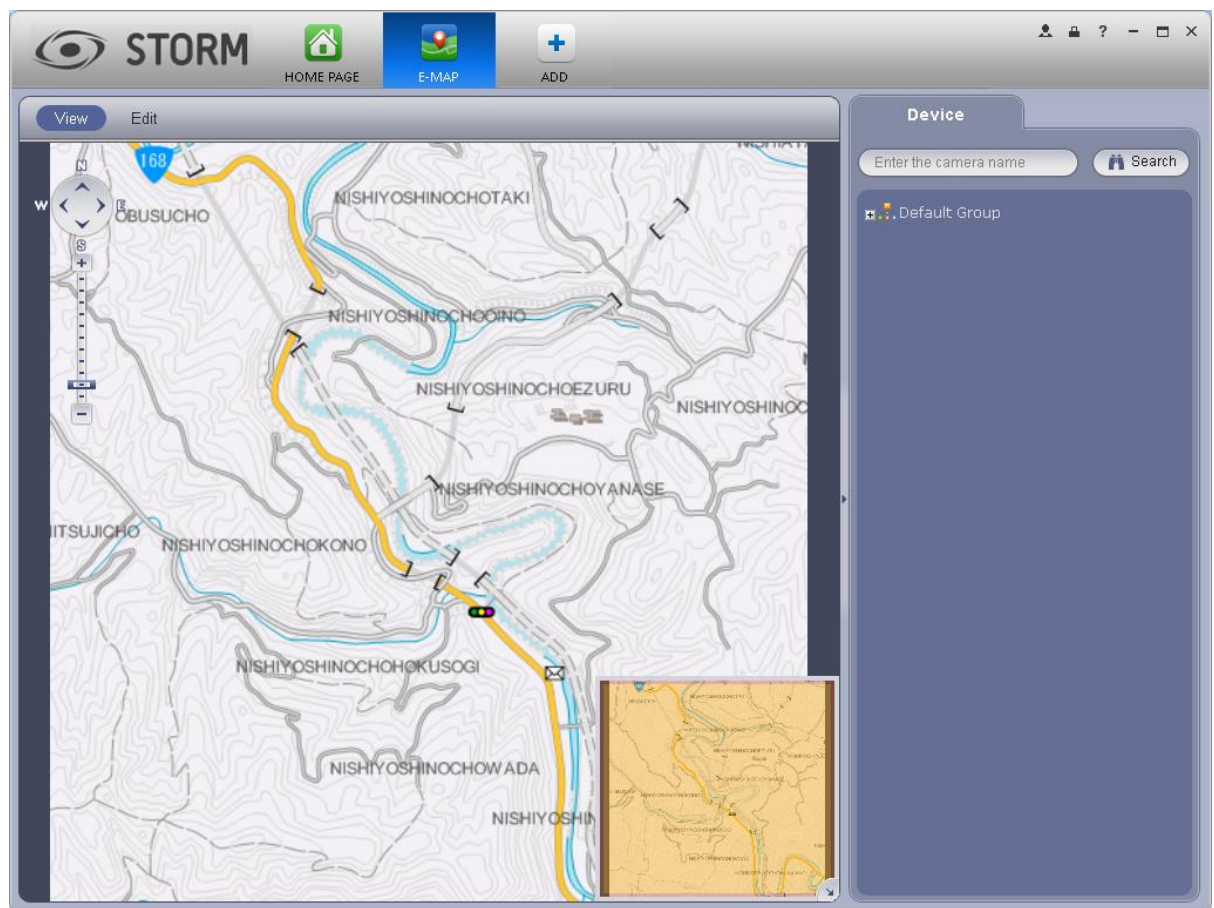 STORM
HOME PAGE
E-MAP
ADD
?
View
Edit
Device
Enter the camera name
Search
Default Group
168
N
W
E
S
OBUSUCHO
NISHIYOSHINOCHOTAKI
NISHIYOSHINOCHOOINO
NISHIYOSHINOCHOEZURU
NISHIYOSHINOC
NISHIYOSHINOCHOYANASE
ITSUJICHO
NISHIYOSHINOCHOKONO
NISHIYOSHINOCHOHOKUSOGI
NISHIYOSHINOCHOWADA
NISHIYOSHIN